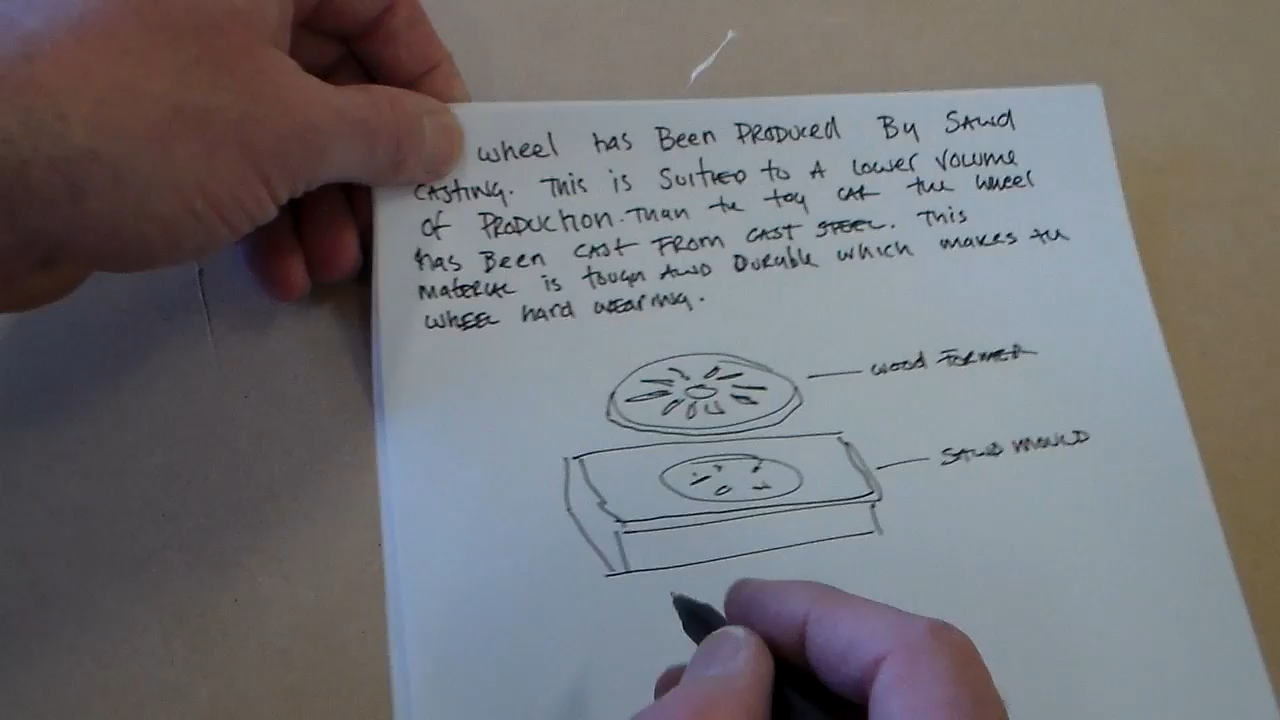 wheel has Been PRODUCED By SAND
CASTING. This is SuiTED to A lower volume
of PRODUCTION. Than the toy car the wheel
has Been CAST FROM CAST STEEL. This
MATERIAL is tough AND DURABLE which makes the
WHEEL hard wearing.
WOOD FORMER
SAND MOULD